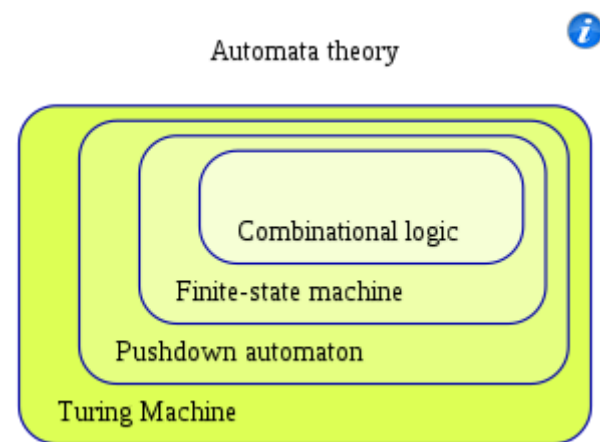 i
Automata theory
Combinational logic
Finite-state machine
Pushdown automaton
Turing Machine